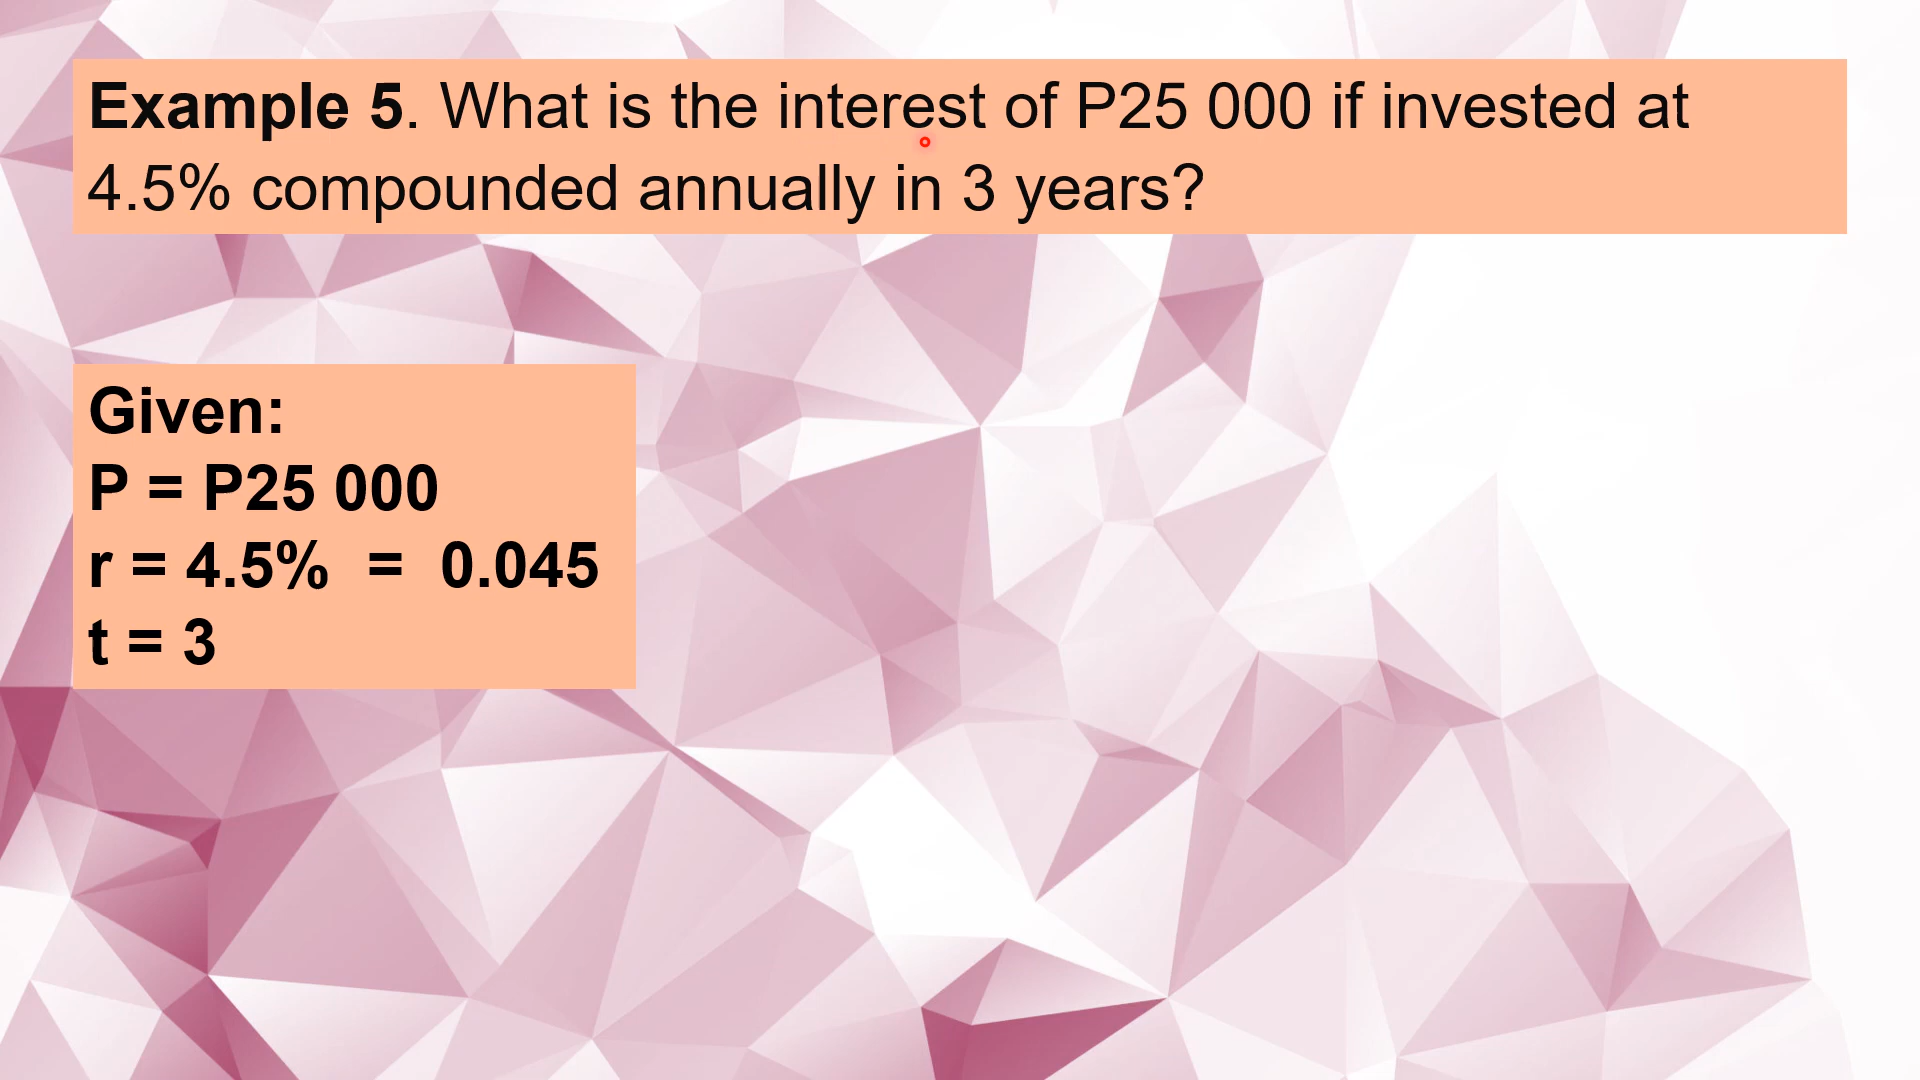 Example 5. What is the interest of P25 000 if invested at
4.5% compounded annually in 3 years?
Given:
P = P25 000
r = 4.5% = 0.045
t = 3